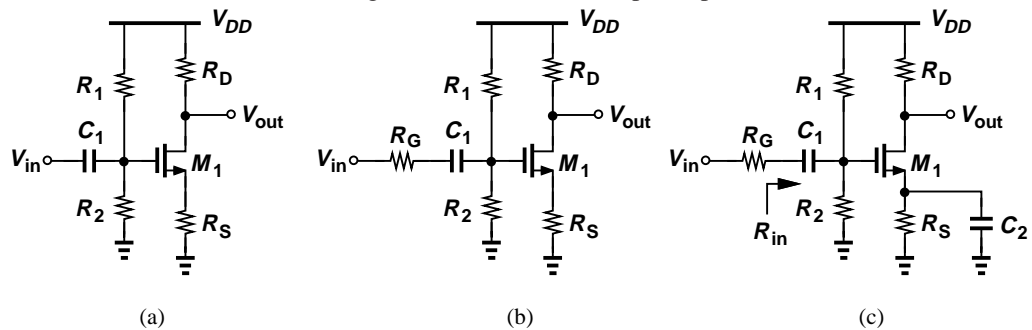 V_DD
R_1
R_D
V_out
C_1
V_in
M_1
R_2
R_S
(a)
V_DD
R_1
R_D
V_out
R_G
C_1
V_in
M_1
R_2
R_S
(b)
V_DD
R_1
R_D
V_out
R_G
C_1
V_in
M_1
R_in
R_2
R_S
C_2
(c)